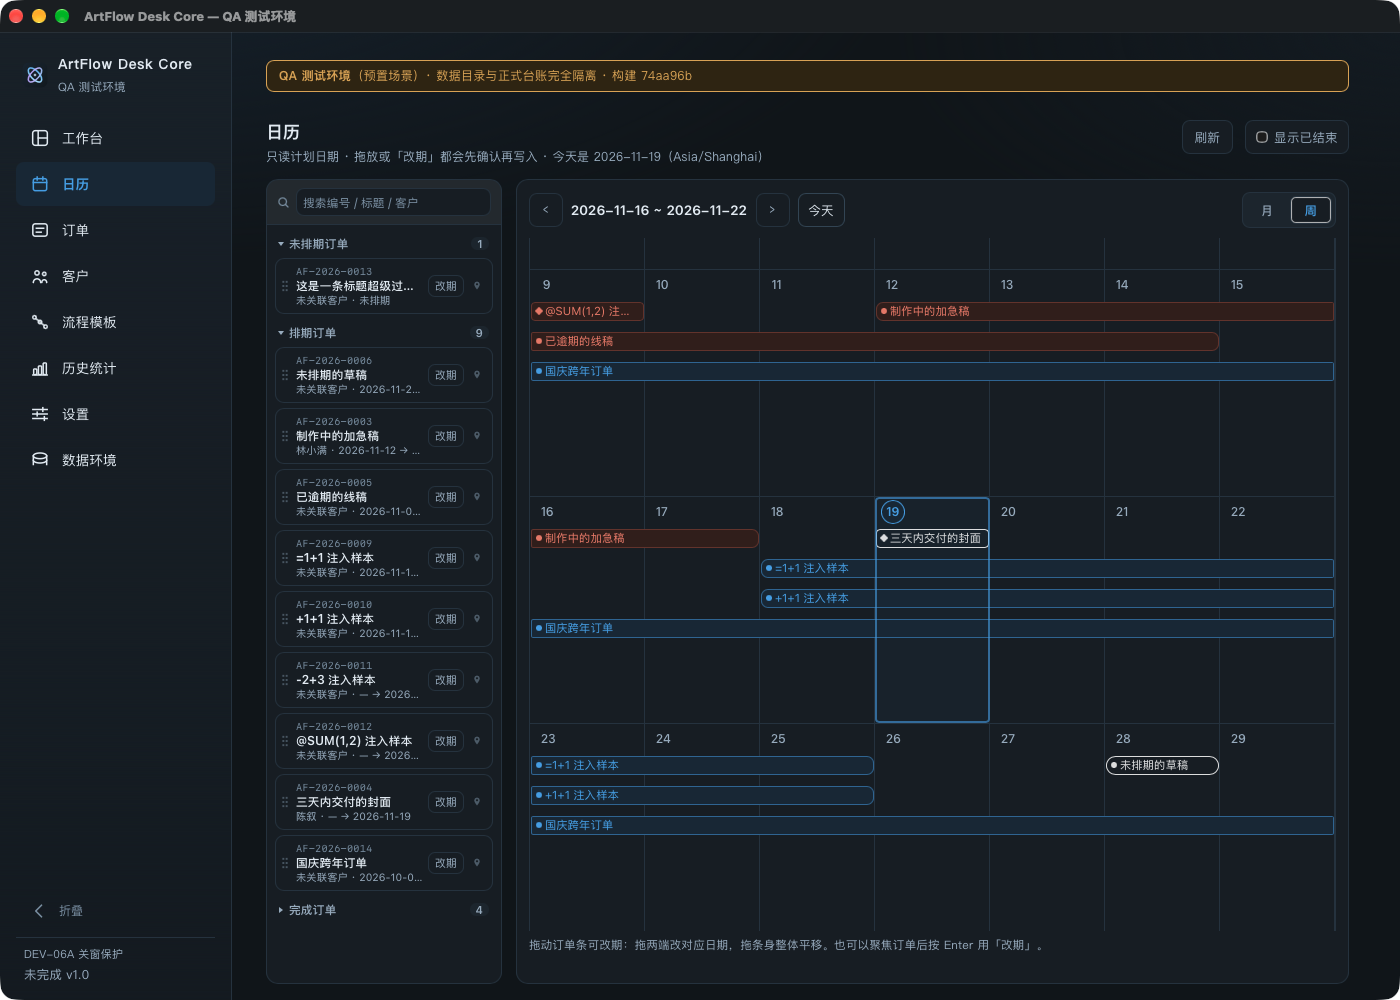 ArtFlow Desk Core — QA 测试环境
ArtFlow Desk Core
QA 测试环境
工作台
日历
订单
客户
流程模板
历史统计
设置
数据环境
折叠
DEV-06A 关窗保护
未完成 v1.0
QA 测试环境（预置场景）· 数据目录与正式台账完全隔离 · 构建 74aa96b
日历
只读计划日期 · 拖放或「改期」都会先确认再写入 · 今天是 2026-11-19（Asia/Shanghai）
刷新
显示已结束
搜索编号 / 标题 / 客户
未排期订单 1
AF-2026-0013
这是一条标题超级过...
未关联客户 · 未排期
改期
排期订单 9
AF-2026-0006
未排期的草稿
未关联客户 · 2026-11-2...
改期
AF-2026-0003
制作中的加急稿
林小满 · 2026-11-12 → ...
改期
AF-2026-0005
已逾期的线稿
未关联客户 · 2026-11-0...
改期
AF-2026-0009
=1+1 注入样本
未关联客户 · 2026-11-1...
改期
AF-2026-0010
+1+1 注入样本
未关联客户 · 2026-11-1...
改期
AF-2026-0011
-2+3 注入样本
未关联客户 · — → 2026...
改期
AF-2026-0012
@SUM(1,2) 注入样本
未关联客户 · — → 2026...
改期
AF-2026-0004
三天内交付的封面
陈叙 · — → 2026-11-19
改期
AF-2026-0014
国庆跨年订单
未关联客户 · 2026-10-0...
改期
完成订单 4
< 2026-11-16 ~ 2026-11-22 > 今天
月 周
9 10 11 12 13 14 15
@SUM(1,2) 注... 制作中的加急稿
已逾期的线稿
国庆跨年订单
16 17 18 19 20 21 22
制作中的加急稿 三天内交付的封面
=1+1 注入样本
+1+1 注入样本
国庆跨年订单
23 24 25 26 27 28 29
=1+1 注入样本 未排期的草稿
+1+1 注入样本
国庆跨年订单
拖动订单条可改期：拖两端改对应日期，拖条身整体平移。也可以聚焦订单后按 Enter 用「改期」。